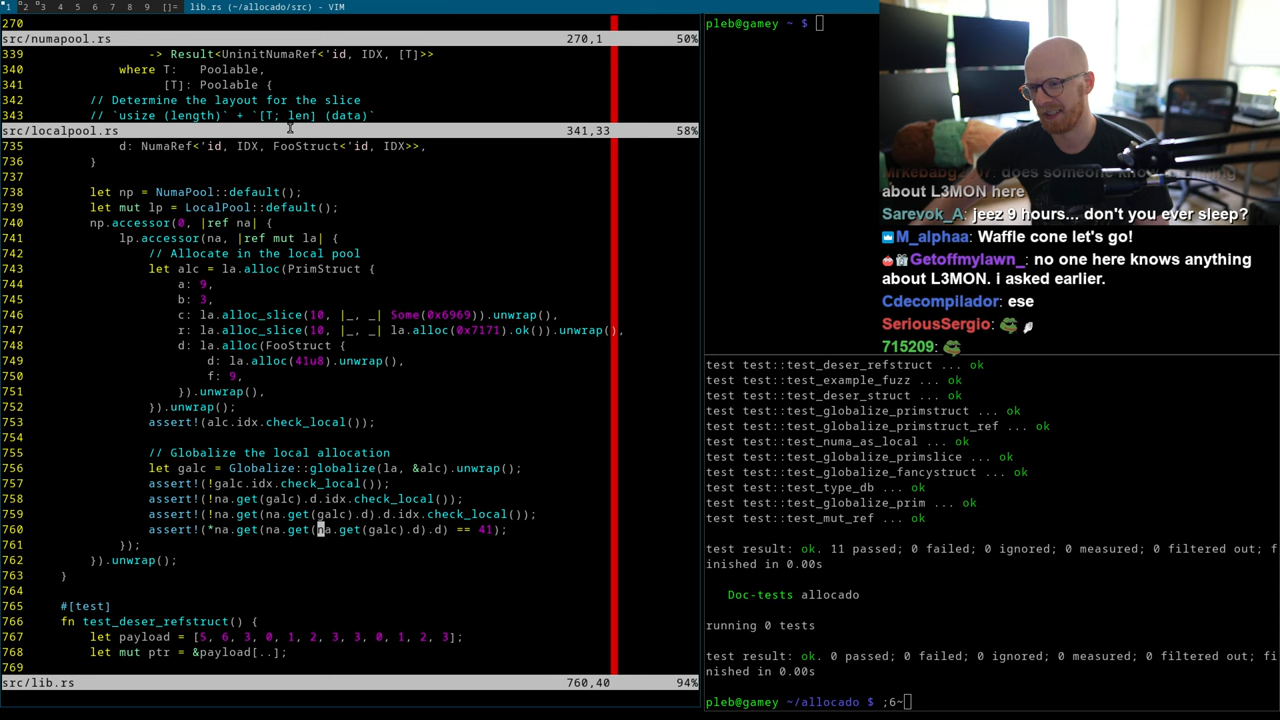 1 2 3 4 5 6 7 8 9 []= lib.rs (~/allocado/src) - VIM
270
src/numapool.rs 270,1 50%
339 -> Result<UninitNumaRef<'id, IDX, [T]>>
340 where T: Poolable,
341 [T]: Poolable {
342 // Determine the layout for the slice
343 // `usize (length)` + `[T; len] (data)`
src/localpool.rs 341,33 58%
735 d: NumaRef<'id, IDX, FooStruct<'id, IDX>>,
736 }
737
738 let np = NumaPool::default();
739 let mut lp = LocalPool::default();
740 np.accessor(0, |ref na| {
741 lp.accessor(na, |ref mut la| {
742 // Allocate in the local pool
743 let alc = la.alloc(PrimStruct {
744 a: 9,
745 b: 3,
746 c: la.alloc_slice(10, |_, _| Some(0x6969)).unwrap(),
747 r: la.alloc_slice(10, |_, _| la.alloc(0x7171).ok()).unwrap(),
748 d: la.alloc(FooStruct {
749 d: la.alloc(41u8).unwrap(),
750 f: 9,
751 }).unwrap(),
752 }).unwrap();
753 assert!(alc.idx.check_local());
754
755 // Globalize the local allocation
756 let galc = Globalize::globalize(la, &alc).unwrap();
757 assert!(!galc.idx.check_local());
758 assert!(!na.get(galc).d.idx.check_local());
759 assert!(!na.get(na.get(galc).d).d.idx.check_local());
760 assert!(*na.get(na.get(na.get(galc).d).d) == 41);
761 });
762 }).unwrap();
763 }
764
765 #[test]
766 fn test_deser_refstruct() {
767 let payload = [5, 6, 3, 0, 1, 2, 3, 3, 0, 1, 2, 3];
768 let mut ptr = &payload[..];
769
src/lib.rs 760,40 94%
pleb@gamey ~ $
does someone know anything
about L3MON here
Sarevok_A: jeez 9 hours... don't you ever sleep?
M_alphaa: Waffle cone let's go!
Getoffmylawn_: no one here knows anything
about L3MON. i asked earlier.
Cdecompilador: ese
SeriousSergio:
715209:
test test::test_deser_refstruct ... ok
test test::test_example_fuzz ... ok
test test::test_deser_struct ... ok
test test::test_globalize_primstruct ... ok
test test::test_globalize_primstruct_ref ... ok
test test::test_numa_as_local ... ok
test test::test_globalize_primslice ... ok
test test::test_globalize_fancystruct ... ok
test test::test_type_db ... ok
test test::test_globalize_prim ... ok
test test::test_mut_ref ... ok
test result: ok. 11 passed; 0 failed; 0 ignored; 0 measured; 0 filtered out; f
inished in 0.00s
Doc-tests allocado
running 0 tests
test result: ok. 0 passed; 0 failed; 0 ignored; 0 measured; 0 filtered out; fi
nished in 0.00s
pleb@gamey ~/allocado $ ;6~